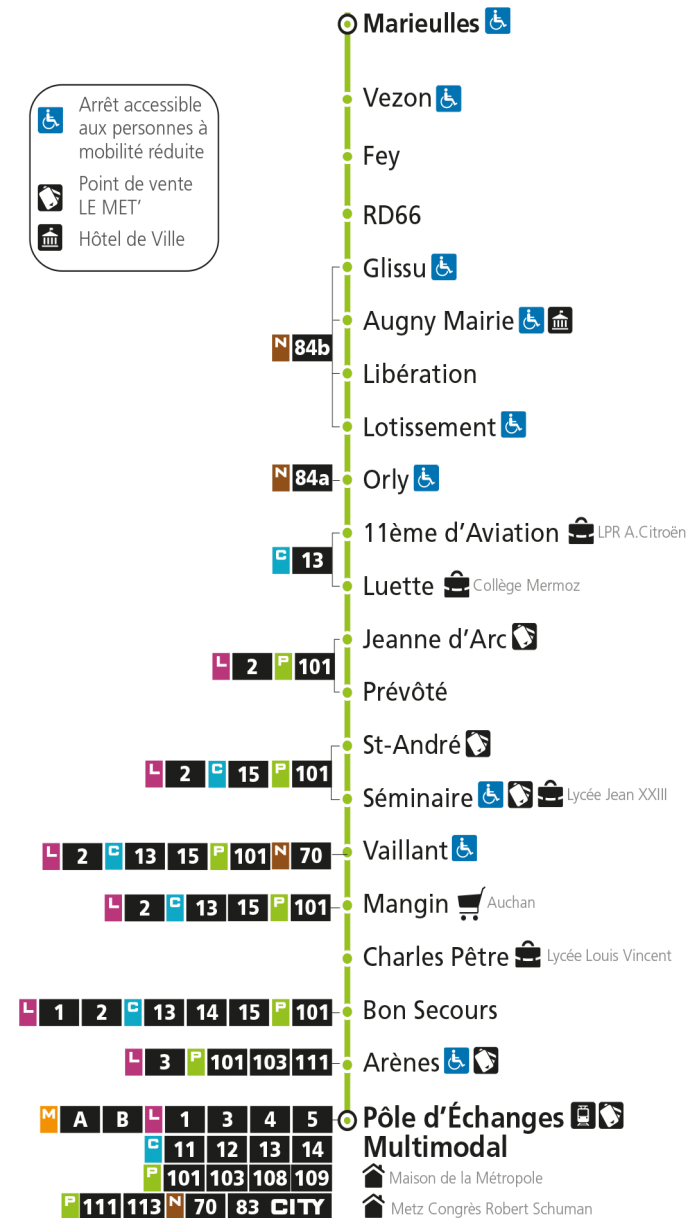 Marieulles
Arrêt accessible
aux personnes à
mobilité réduite
Point de vente
LE MET'
Hôtel de Ville
Vezon
Fey
RD66
Glissu
Augny Mairie
N 84b
Libération
Lotissement
N 84a
Orly
11ème d'Aviation LPR A.Citroën
C 13
Luette Collège Mermoz
Jeanne d'Arc
L 2 P 101
Prévôté
St-André
L 2 C 15 P 101
Séminaire Lycée Jean XXIII
L 2 C 13 15 P 101 N 70 Vaillant
L 2 C 13 15 P 101 Mangin Auchan
Charles Pêtre Lycée Louis Vincent
L 1 2 C 13 14 15 P 101 Bon Secours
L 3 P 101 103 111 Arènes
M A B L 1 3 4 5 Pôle d'Échanges
C 11 12 13 14 Multimodal
P 101 103 108 109 Maison de la Métropole
P 111 113 N 70 83 CITY Metz Congrès Robert Schuman